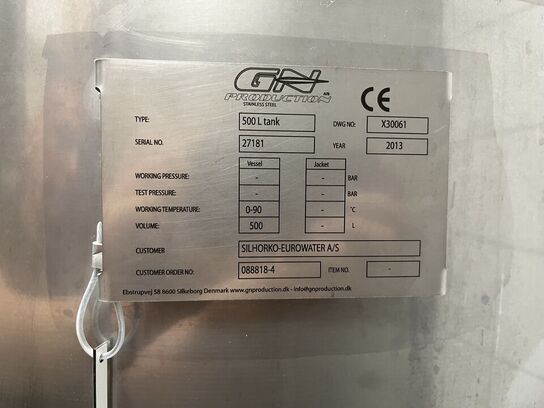 GN A/S
PRODUCTION
STAINLESS STEEL
CE
TYPE: 500 L tank DWG NO: X30061
SERIAL NO. 27181 YEAR 2013
Vessel Jacket
WORKING PRESSURE: - - BAR
TEST PRESSURE: - - BAR
WORKING TEMPERATURE: 0-90 - °C
VOLUME: 500 - L
CUSTOMER SILHORKO-EUROWATER A/S
CUSTOMER ORDER NO: 088818-4 ITEM NO. -
Ebstrupvej 58 8600 Silkeborg Denmark www.gnproduction.dk - info@gnproduction.dk